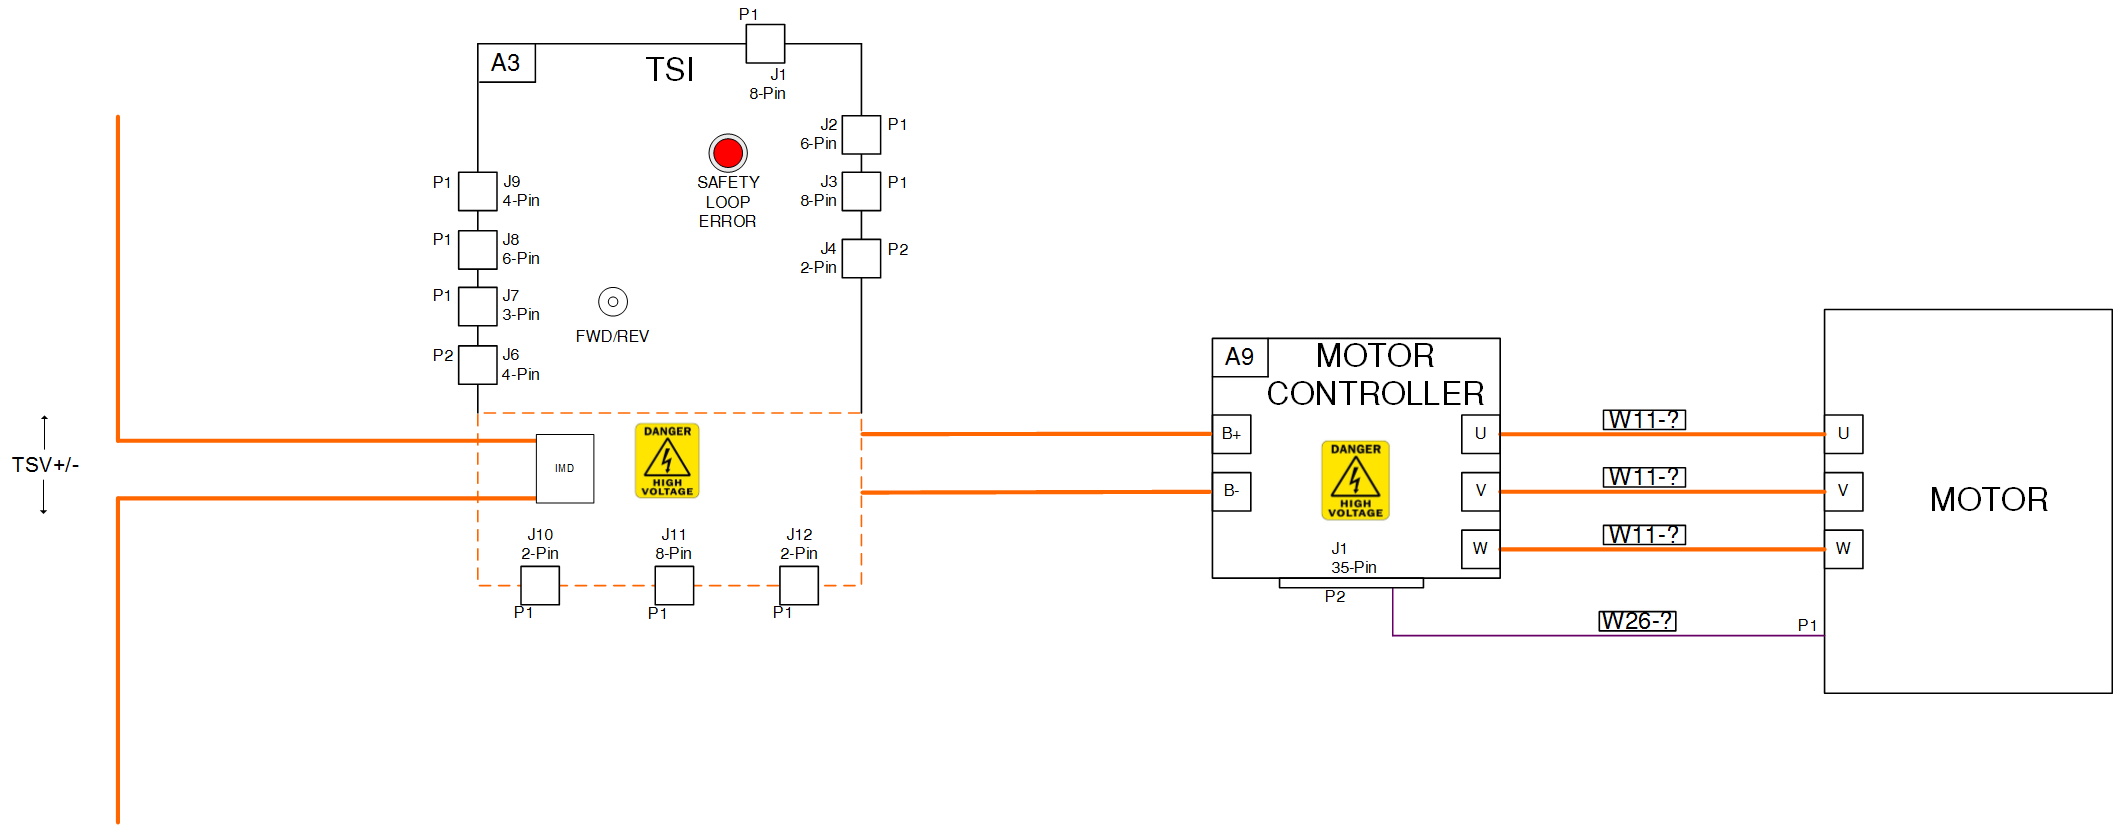 P1
A3
TSI
J1
8-Pin
J2
6-Pin
P1
SAFETY
LOOP
ERROR
J3
8-Pin
P1
P1
J9
4-Pin
P1
J8
6-Pin
J4
2-Pin
P2
P1
J7
3-Pin
FWD/REV
P2
J6
4-Pin
TSV+/-
IMD
DANGER
HIGH
VOLTAGE
J10
2-Pin
P1
J11
8-Pin
P1
J12
2-Pin
P1
A9
MOTOR
CONTROLLER
B+
B-
DANGER
HIGH
VOLTAGE
U
V
W
J1
35-Pin
P2
W11-?
W11-?
W11-?
W26-?
P1
U
V
W
MOTOR